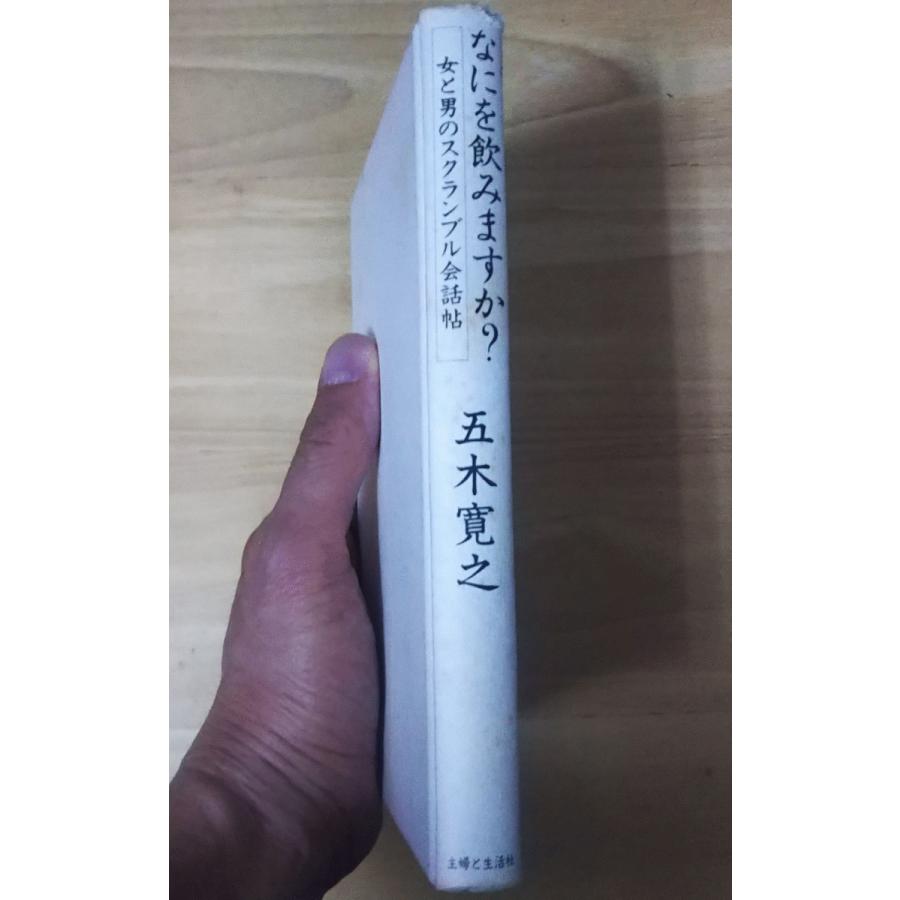 なにを飲みますか?
女と男のスクランブル会話帖
五木寛之
主婦と生活社